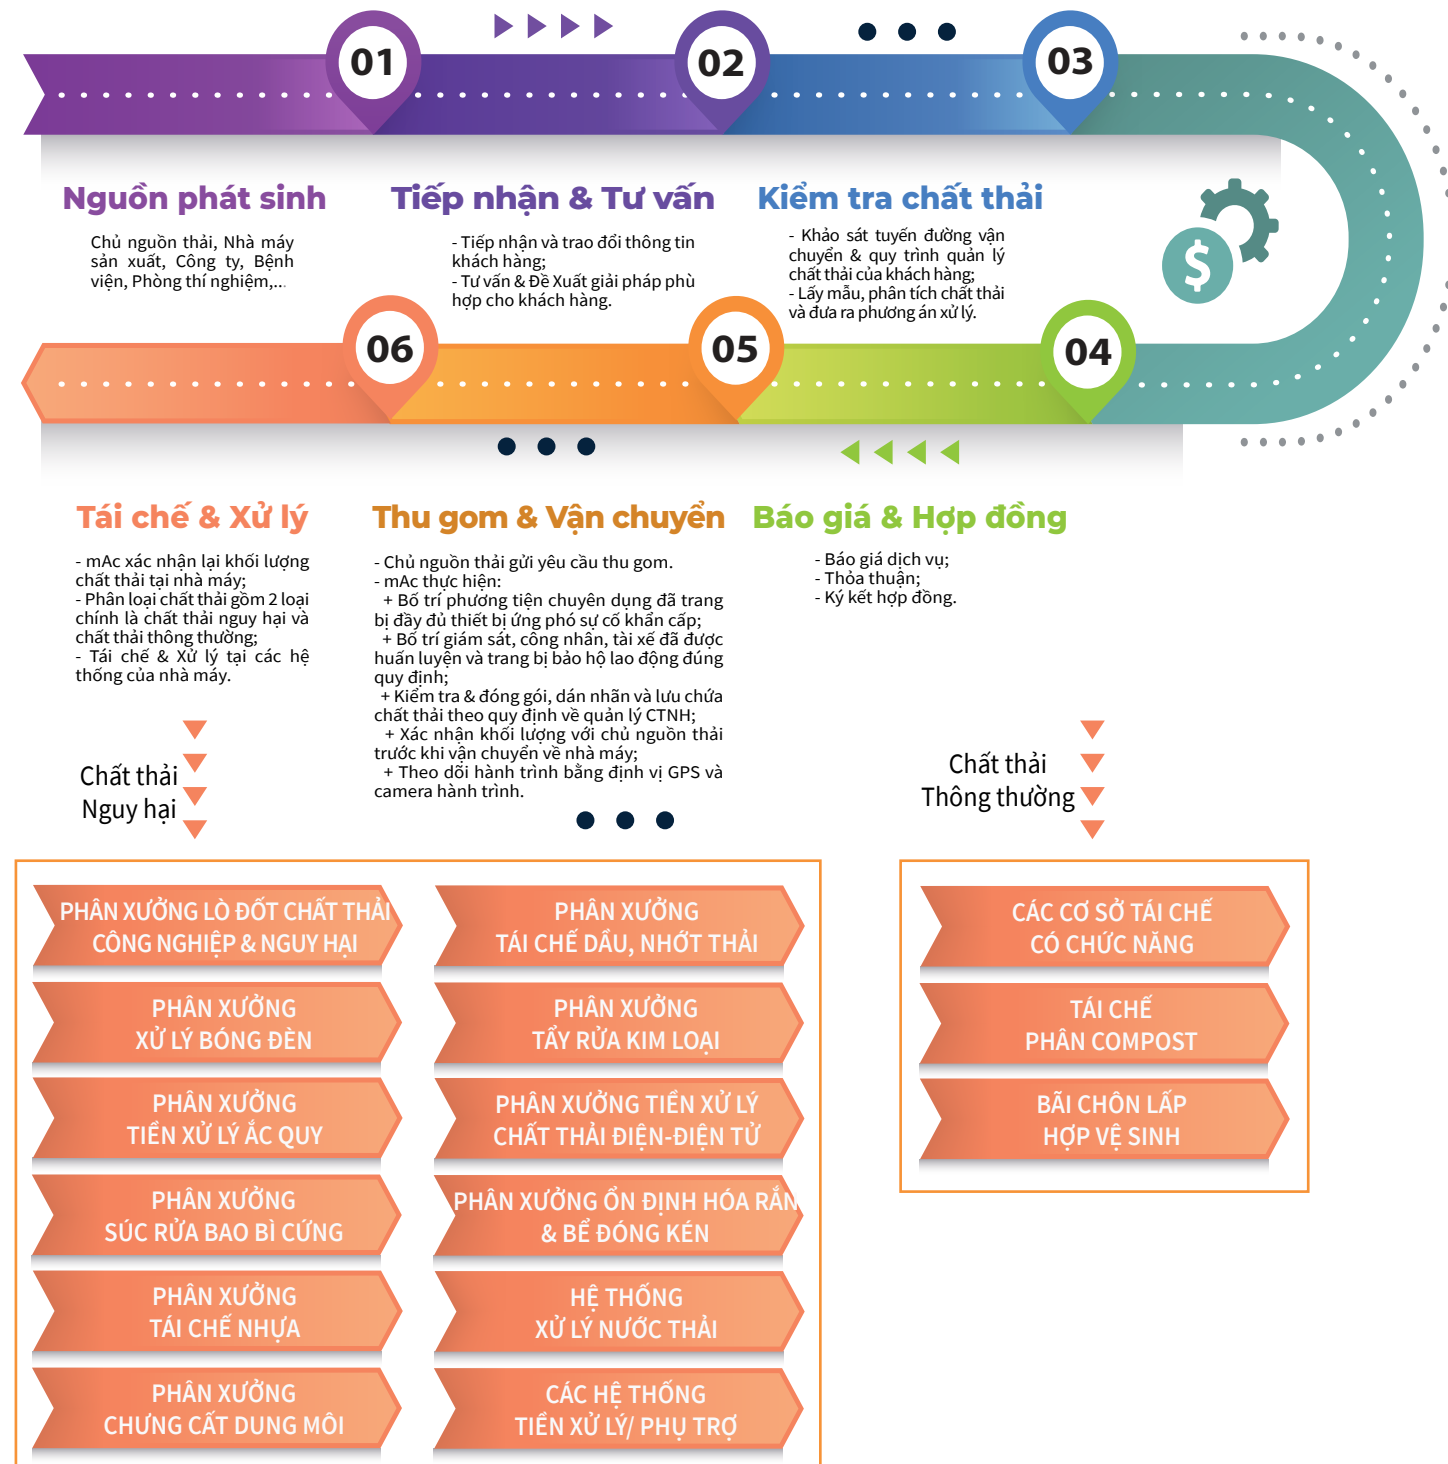 01
02
03
Nguồn phát sinh
Chủ nguồn thải, Nhà máy
sản xuất, Công ty, Bệnh
viện, Phòng thí nghiệm,...
Tiếp nhận & Tư vấn
- Tiếp nhận và trao đổi thông tin
khách hàng;
- Tư vấn & Đề Xuất giải pháp phù
hợp cho khách hàng.
Kiểm tra chất thải
- Khảo sát tuyến đường vận
chuyển & quy trình quản lý
chất thải của khách hàng;
- Lấy mẫu, phân tích chất thải
và đưa ra phương án xử lý.
$
06
05
04
Tái chế & Xử lý
- mAc xác nhận lại khối lượng
chất thải tại nhà máy;
- Phân loại chất thải gồm 2 loại
chính là chất thải nguy hại và
chất thải thông thường;
- Tái chế & Xử lý tại các hệ
thống của nhà máy.
Thu gom & Vận chuyển
- Chủ nguồn thải gửi yêu cầu thu gom.
- mAc thực hiện:
+ Bố trí phương tiện chuyên dụng đã trang
bị đầy đủ thiết bị ứng phó sự cố khẩn cấp;
+ Bố trí giám sát, công nhân, tài xế đã được
huấn luyện và trang bị bảo hộ lao động đúng
quy định;
+ Kiểm tra & đóng gói, dán nhãn và lưu chứa
chất thải theo quy định về quản lý CTNH;
+ Xác nhận khối lượng với chủ nguồn thải
trước khi vận chuyển về nhà máy;
+ Theo dõi hành trình bằng định vị GPS và
camera hành trình.
Báo giá & Hợp đồng
- Báo giá dịch vụ;
- Thỏa thuận;
- Ký kết hợp đồng.
Chất thải
Nguy hại
Chất thải
Thông thường
PHÂN XƯỞNG LÒ ĐỐT CHẤT THẢI
CÔNG NGHIỆP & NGUY HẠI
PHÂN XƯỞNG
XỬ LÝ BÓNG ĐÈN
PHÂN XƯỞNG
TIỀN XỬ LÝ ẮC QUY
PHÂN XƯỞNG
SÚC RỬA BAO BÌ CỨNG
PHÂN XƯỞNG
TÁI CHẾ NHỰA
PHÂN XƯỞNG
CHƯNG CẤT DUNG MÔI
PHÂN XƯỞNG
TÁI CHẾ DẦU, NHỚT THẢI
PHÂN XƯỞNG
TẨY RỬA KIM LOẠI
PHÂN XƯỞNG TIỀN XỬ LÝ
CHẤT THẢI ĐIỆN-ĐIỆN TỬ
PHÂN XƯỞNG ỔN ĐỊNH HÓA RẮN
& BỂ ĐÓNG KÉN
HỆ THỐNG
XỬ LÝ NƯỚC THẢI
CÁC HỆ THỐNG
TIỀN XỬ LÝ/ PHỤ TRỢ
CÁC CƠ SỞ TÁI CHẾ
CÓ CHỨC NĂNG
TÁI CHẾ
PHÂN COMPOST
BÃI CHÔN LẤP
HỢP VỆ SINH